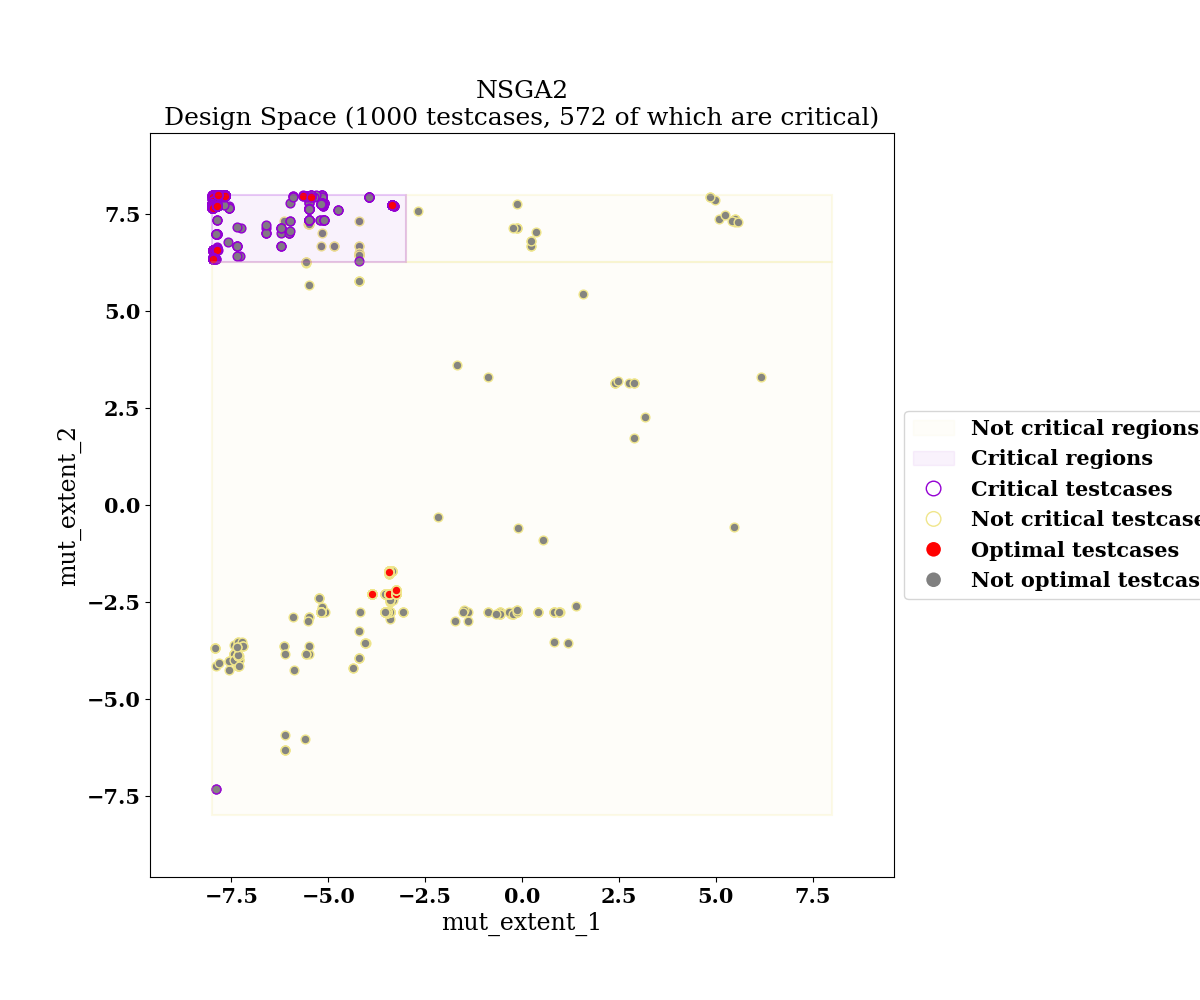 NSGA2
Design Space (1000 testcases, 572 of which are critical)
7.5
5.0
2.5
0.0
−2.5
−5.0
−7.5
mut_extent_2
−7.5
−5.0
−2.5
0.0
2.5
5.0
7.5
mut_extent_1
Not critical regions
Critical regions
Critical testcases
Not critical testcase
Optimal testcases
Not optimal testcas